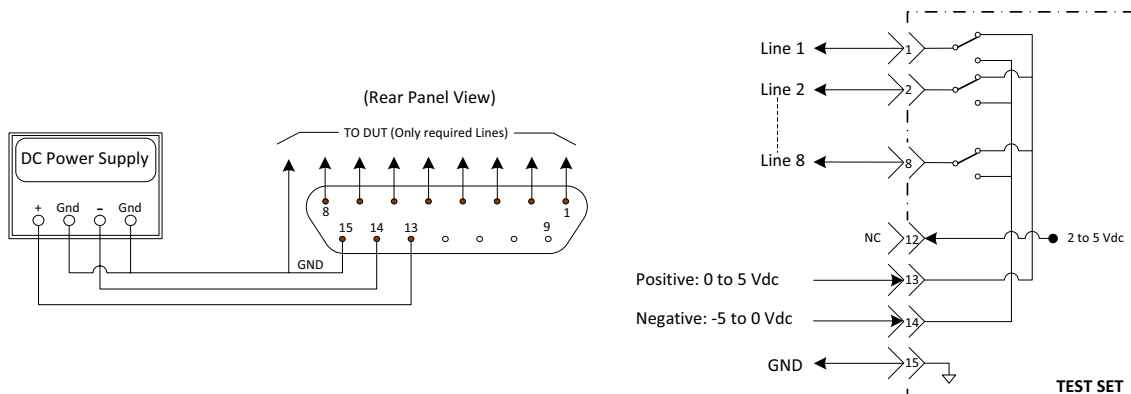 (Rear Panel View)
TO DUT (Only required Lines)
DC Power Supply
+ Gnd – Gnd
8 1
15 14 13 9
GND
Line 1 1
Line 2 2
Line 8 8
NC 12 2 to 5 Vdc
Positive: 0 to 5 Vdc 13
Negative: -5 to 0 Vdc 14
GND 15
TEST SET